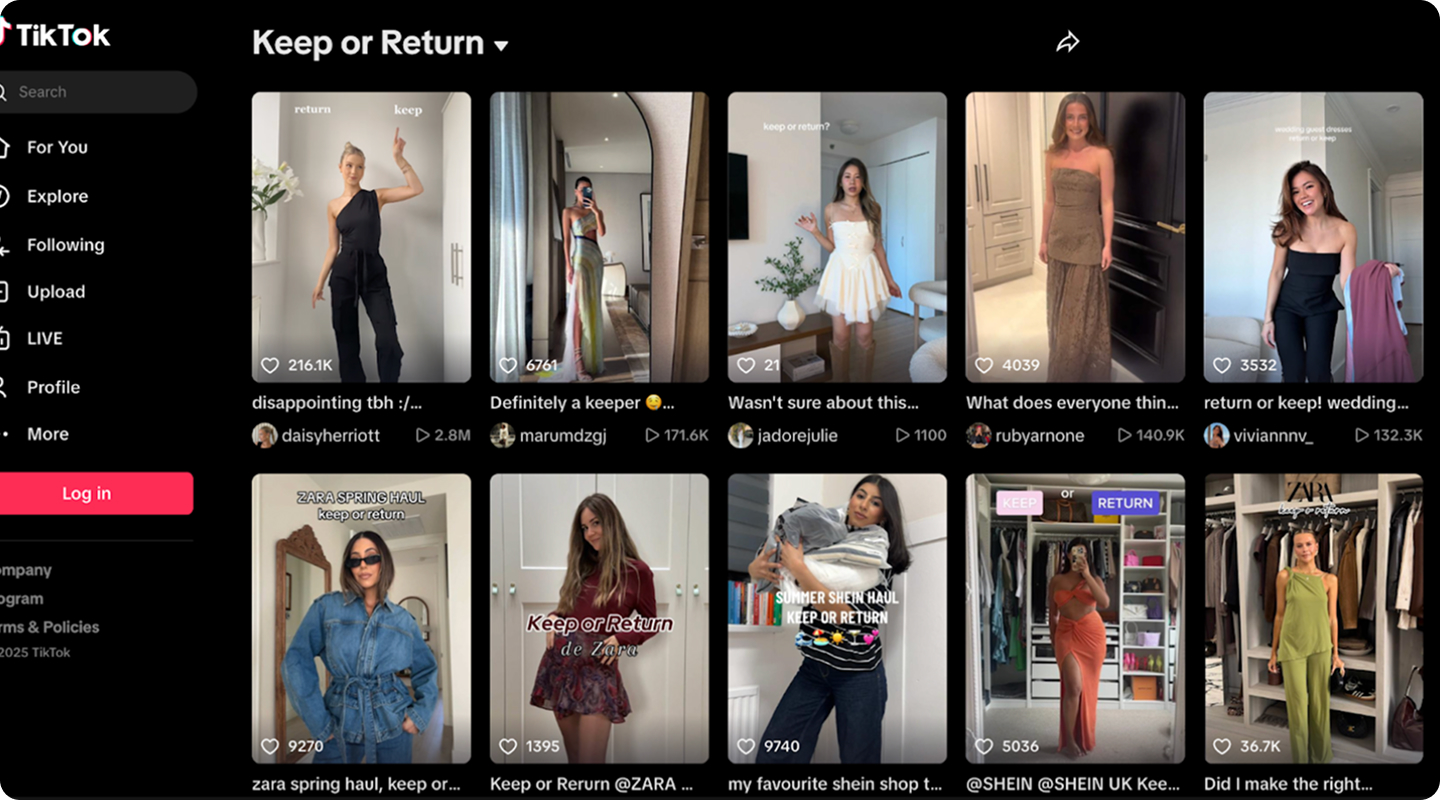 TikTok
Search
For You
Explore
Following
Upload
LIVE
Profile
More
Log in
ompany
ogram
rms & Policies
2025 TikTok
Keep or Return
return keep
216.1K
disappointing tbh :/...
daisyherriott 2.8M
6761
Definitely a keeper 😉...
marumdzgj 171.6K
keep or return?
21
Wasn't sure about this...
jadorejulie 1100
4039
What does everyone thin...
rubyarnone 140.9K
wedding guest dresses
return or keep
3532
return or keep! wedding...
viviannnv_ 132.3K
ZARA SPRING HAUL
keep or return
9270
zara spring haul, keep or...
Keep or Return
de Zara
1395
Keep or Rerurn @ZARA ...
SUMMER SHEIN HAUL
KEEP OR RETURN
9740
my favourite shein shop t...
KEEP or RETURN
5036
@SHEIN @SHEIN UK Kee...
ZARA
keep or return
36.7K
Did I make the right...